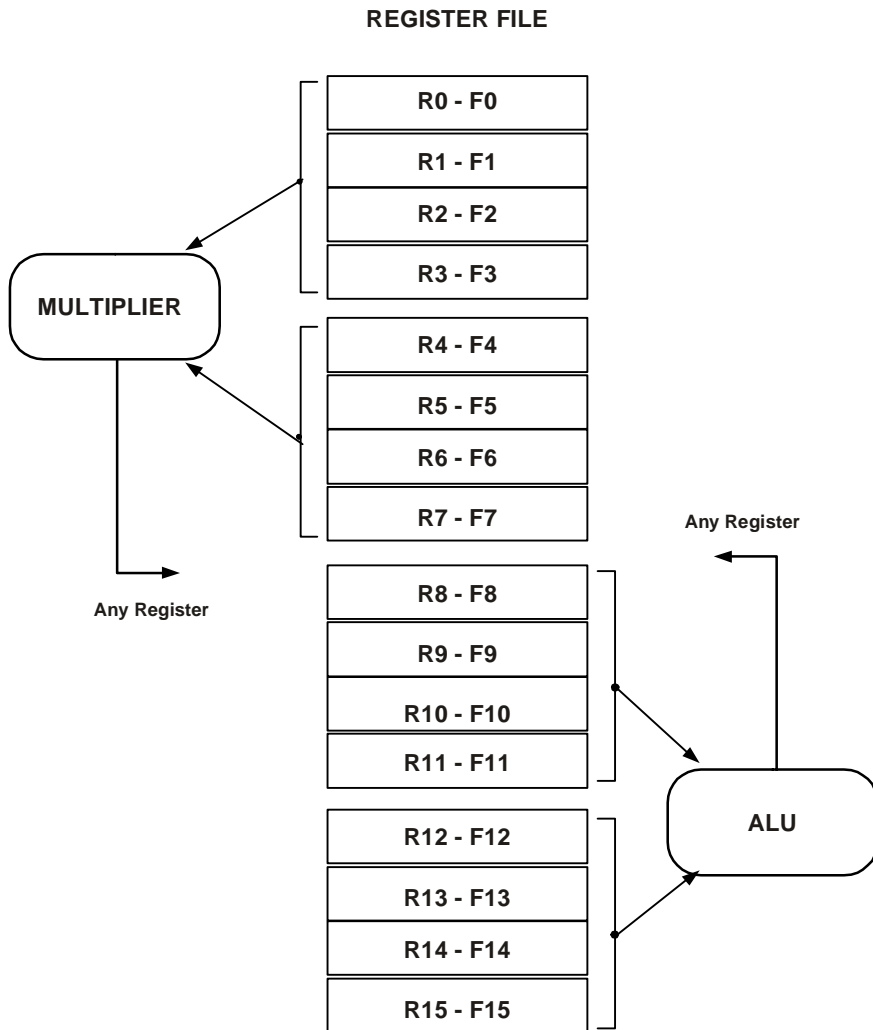 REGISTER FILE
R0 - F0
R1 - F1
R2 - F2
R3 - F3
MULTIPLIER
R4 - F4
R5 - F5
R6 - F6
R7 - F7
Any Register
Any Register
R8 - F8
R9 - F9
R10 - F10
R11 - F11
ALU
R12 - F12
R13 - F13
R14 - F14
R15 - F15